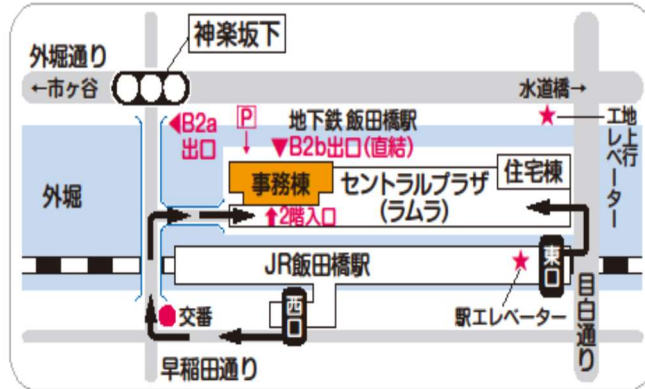 神楽坂下
外堀通り
←市ヶ谷
水道橋→
◀B2a
出口
P
地下鉄 飯田橋駅
▼B2b出口(直結)
★
地上行
エレベーター
外堀
事務棟
セントラルプラザ
(ラムラ)
住宅棟
⬆2階入口
JR飯田橋駅
★
東口
駅エレベーター
西口
交番
早稲田通り
目白通り